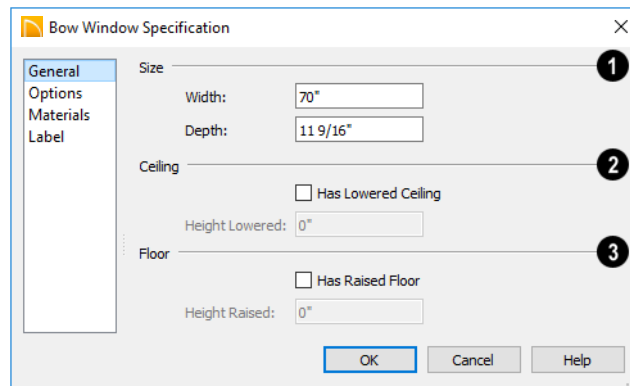 Bow Window Specification
General
Options
Materials
Label
Size 1
Width: 70"
Depth: 11 9/16"
Ceiling 2
Has Lowered Ceiling
Height Lowered: 0"
Floor 3
Has Raised Floor
Height Raised: 0"
OK Cancel Help